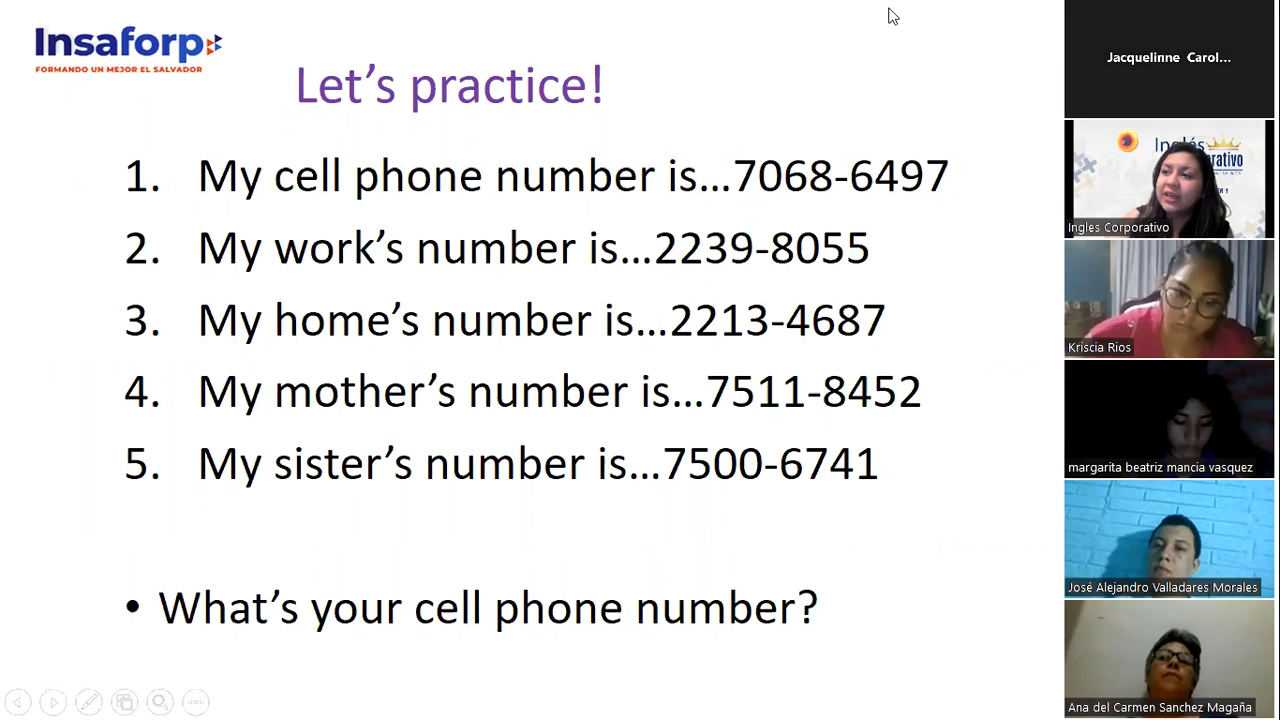 Insaforp
FORMANDO UN MEJOR EL SALVADOR
Let's practice!
1. My cell phone number is...7068-6497
2. My work's number is...2239-8055
3. My home's number is...2213-4687
4. My mother's number is...7511-8452
5. My sister's number is...7500-6741
• What's your cell phone number?
Jacquelinne Carol...
Inglés
Ingles Corporativo
Kriscia Rios
margarita beatriz mancia vasquez
José Alejandro Valladares Morales
Ana del Carmen Sanchez Magaña